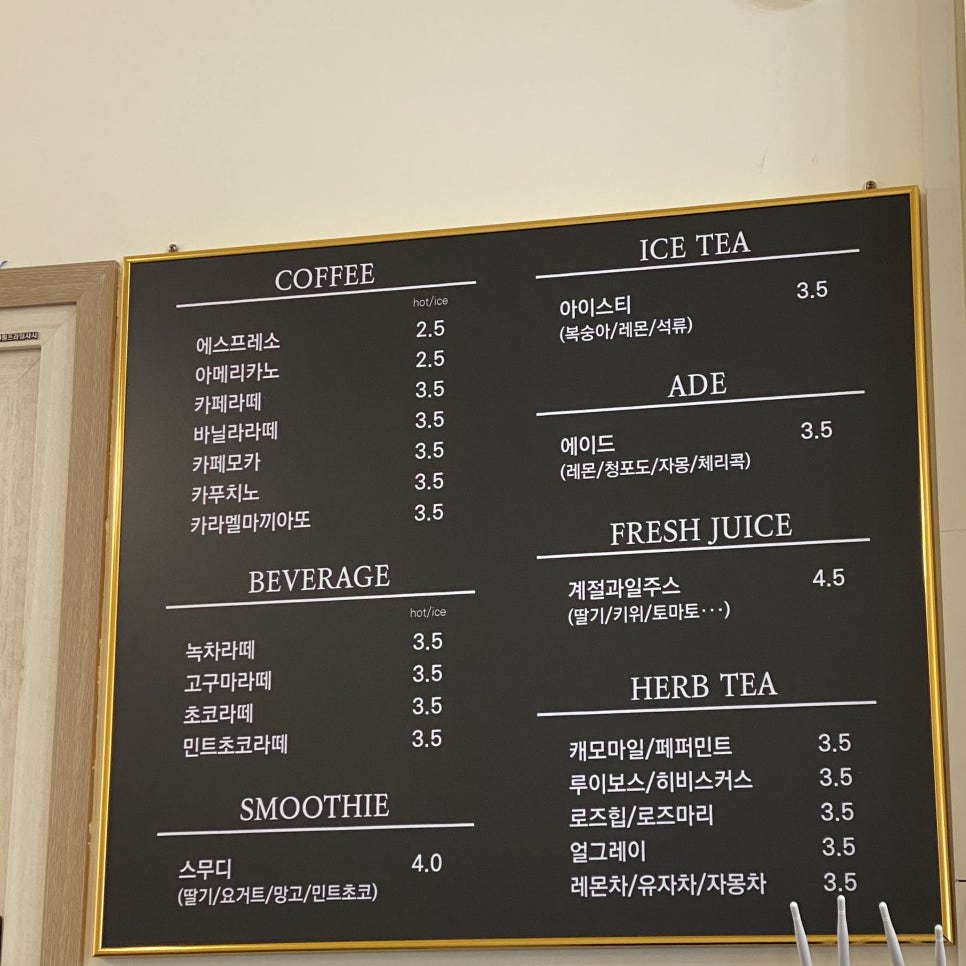 COFFEE
hot/ice
에스프레소 2.5
아메리카노 2.5
카페라떼 3.5
바닐라라떼 3.5
카페모카 3.5
카푸치노 3.5
카라멜마끼아또 3.5
BEVERAGE
hot/ice
녹차라떼 3.5
고구마라떼 3.5
초코라떼 3.5
민트초코라떼 3.5
SMOOTHIE
스무디 4.0
(딸기/요거트/망고/민트초코)
ICE TEA
아이스티 3.5
(복숭아/레몬/석류)
ADE
에이드 3.5
(레몬/청포도/자몽/체리콕)
FRESH JUICE
계절과일주스 4.5
(딸기/키위/토마토···)
HERB TEA
캐모마일/페퍼민트 3.5
루이보스/히비스커스 3.5
로즈힙/로즈마리 3.5
얼그레이 3.5
레몬차/유자차/자몽차 3.5